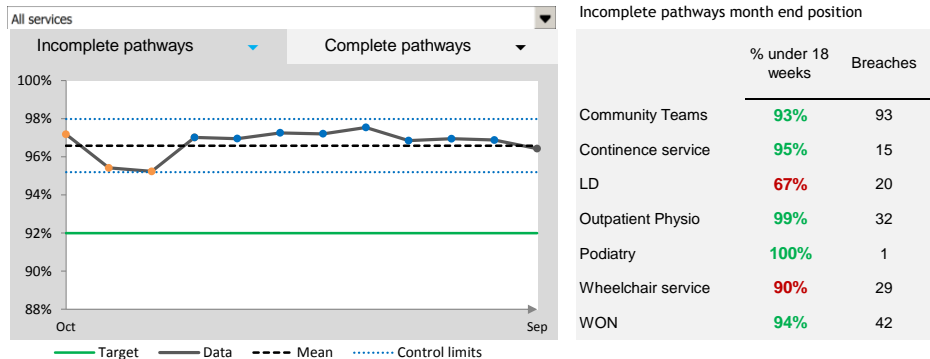 All services
Incomplete pathways
Complete pathways
100%
98%
96%
94%
92%
90%
88%
Oct
Sep
Target Data Mean Control limits
Incomplete pathways month end position
% under 18 weeks Breaches
Community Teams 93% 93
Continence service 95% 15
LD 67% 20
Outpatient Physio 99% 32
Podiatry 100% 1
Wheelchair service 90% 29
WON 94% 42